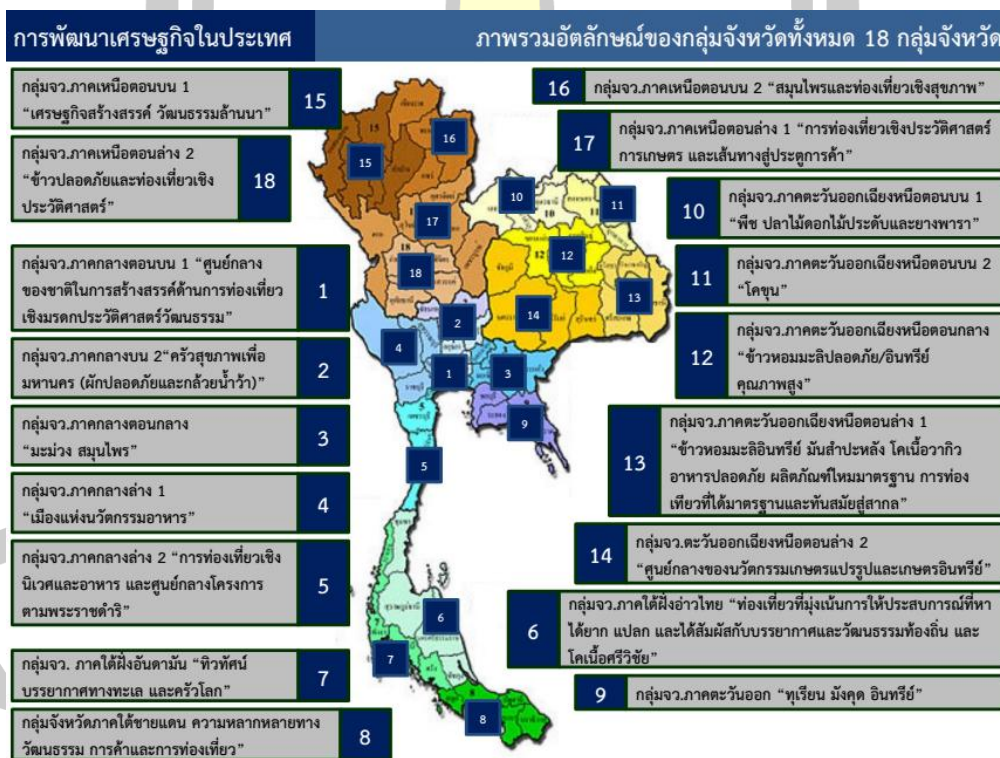 การพัฒนาเศรษฐกิจในประเทศ
ภาพรวมอัตลักษณ์ของกลุ่มจังหวัดทั้งหมด 18 กลุ่มจังหวัด
กลุ่มจว.ภาคเหนือตอนบน 1
“เศรษฐกิจสร้างสรรค์ วัฒนธรรมล้านนา”
15
กลุ่มจว.ภาคเหนือตอนล่าง 2
“ข้าวปลอดภัยและท่องเที่ยวเชิง
ประวัติศาสตร์”
18
กลุ่มจว.ภาคกลางตอนบน 1 “ศูนย์กลาง
ของชาติในการสร้างสรรค์ด้านการท่องเที่ยว
เชิงมรดกประวัติศาสตร์วัฒนธรรม”
1
กลุ่มจว.ภาคกลางบน 2“ครัวสุขภาพเพื่อ
มหานคร (ผักปลอดภัยและกล้วยน้ำว้า)”
2
กลุ่มจว.ภาคกลางตอนกลาง
“มะม่วง สมุนไพร”
3
กลุ่มจว.ภาคกลางล่าง 1
“เมืองแห่งนวัตกรรมอาหาร”
4
กลุ่มจว.ภาคกลางล่าง 2 “การท่องเที่ยวเชิง
นิเวศและอาหาร และศูนย์กลางโครงการ
ตามพระราชดำริ”
5
กลุ่มจว. ภาคใต้ฝั่งอันดามัน “ทิวทัศน์
บรรยากาศทางทะเล และครัวโลก”
7
กลุ่มจังหวัดภาคใต้ชายแดน ความหลากหลายทาง
วัฒนธรรม การค้าและการท่องเที่ยว”
8
16
กลุ่มจว.ภาคเหนือตอนบน 2 “สมุนไพรและท่องเที่ยวเชิงสุขภาพ”
17
กลุ่มจว.ภาคเหนือตอนล่าง 1 “การท่องเที่ยวเชิงประวัติศาสตร์
การเกษตร และเส้นทางสู่ประตูการค้า”
10
กลุ่มจว.ภาคตะวันออกเฉียงหนือตอนบน 1
“พืช ปลาไม้ดอกไม้ประดับและยางพารา”
11
กลุ่มจว.ภาคตะวันออกเฉียงหนือตอนบน 2
“โคขุน”
12
กลุ่มจว.ภาคตะวันออกเฉียงหนือตอนกลาง
“ข้าวหอมมะลิปลอดภัย/อินทรีย์
คุณภาพสูง”
13
กลุ่มจว.ภาคตะวันออกเฉียงหนือตอนล่าง 1
“ข้าวหอมมะลิอินทรีย์ มันสำปะหลัง โคเนื้อวากิว
อาหารปลอดภัย ผลิตภัณฑ์ไหมมาตรฐาน การท่อง
เทียวที่ได้มาตรฐานและทันสมัยสู่สากล”
14
กลุ่มจว.ตะวันออกเฉียงหนือตอนล่าง 2
“ศูนย์กลางของนวัตกรรมเกษตรแปรรูปและเกษตรอินทรีย์”
6
กลุ่มจว.ภาคใต้ฝั่งอ่าวไทย “ท่องเที่ยวที่มุ่งเน้นการให้ประสบการณ์ที่หา
ได้ยาก แปลก และได้สัมผัสกับบรรยากาศและวัฒนธรรมท้องถิ่น และ
โคเนื้อศรีวิชัย”
9
กลุ่มจว.ภาคตะวันออก “ทุเรียน มังคุด อินทรีย์”
15
16
17
18
10
11
12
13
14
2
4
1
3
9
5
6
7
8